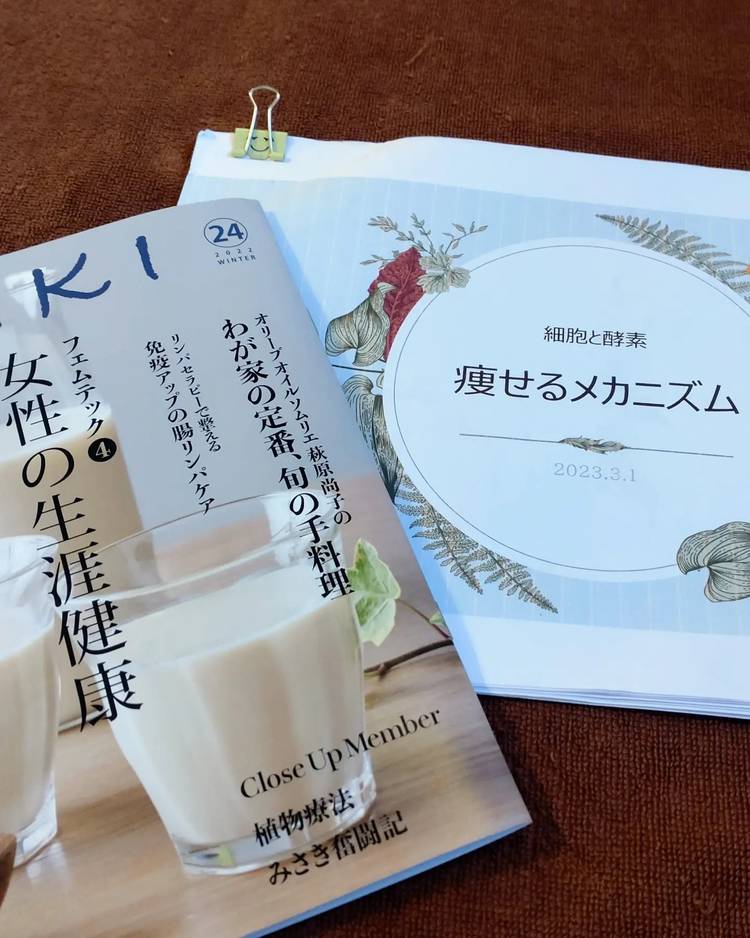 KI
24
2022
WINTER
オリーブオイルソムリエ萩原尚子の
わが家の定番、旬の手料理
リンパセラピーで整える
免疫アップの腸リンパケア
フェムテック❹
女性の生涯健康
Close Up Member
植物療法
みさき奮闘記
細胞と酵素
痩せるメカニズム
2023.3.1